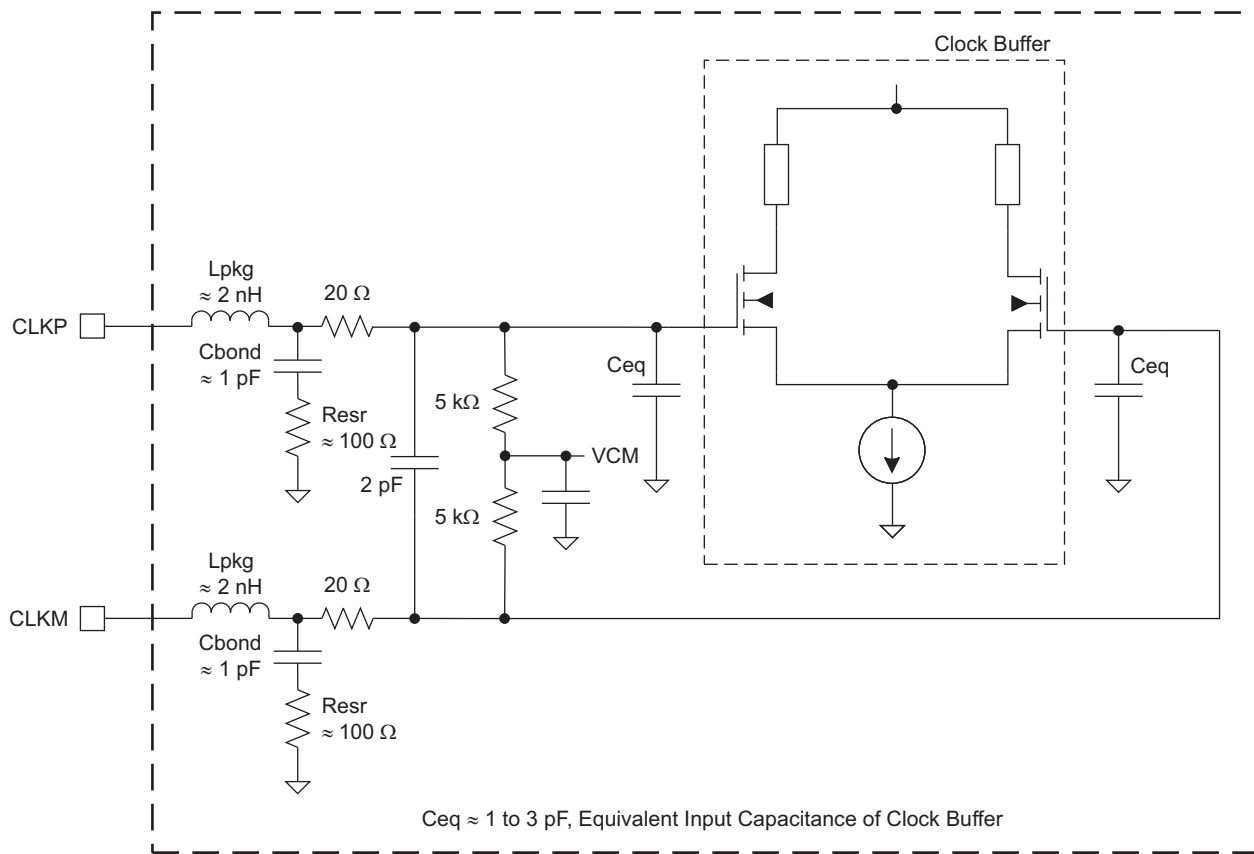 Clock Buffer
Lpkg
≈ 2 nH
20 Ω
CLKP
Cbond
≈ 1 pF
Resr
≈ 100 Ω
2 pF
5 kΩ
VCM
5 kΩ
Ceq
Ceq
Lpkg
≈ 2 nH
20 Ω
CLKM
Cbond
≈ 1 pF
Resr
≈ 100 Ω
Ceq ≈ 1 to 3 pF, Equivalent Input Capacitance of Clock Buffer